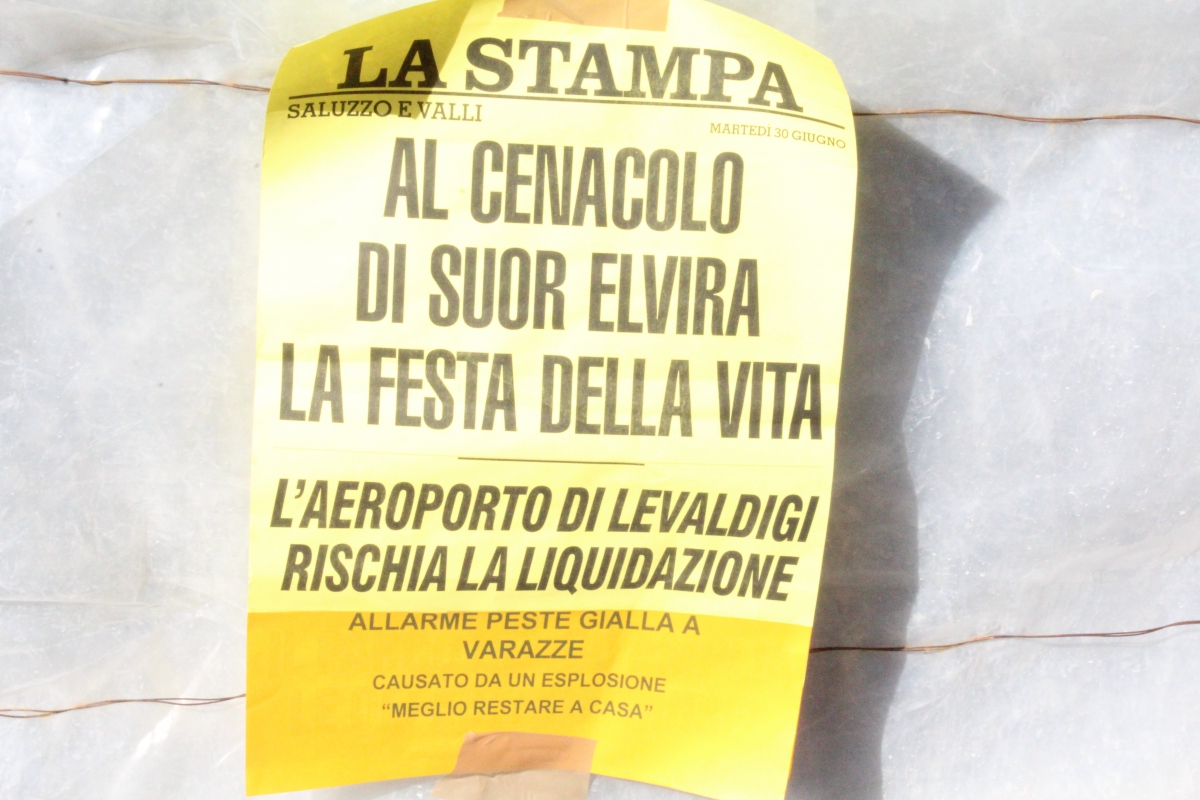 LA STAMPA
SALUZZO E VALLI
MARTEDÌ 30 GIUGNO
AL CENACOLO
DI SUOR ELVIRA
LA FESTA DELLA VITA
L'AEROPORTO DI LEVALDIGI
RISCHIA LA LIQUIDAZIONE
ALLARME PESTE GIALLA A
VARAZZE
CAUSATO DA UN ESPLOSIONE
“MEGLIO RESTARE A CASA”